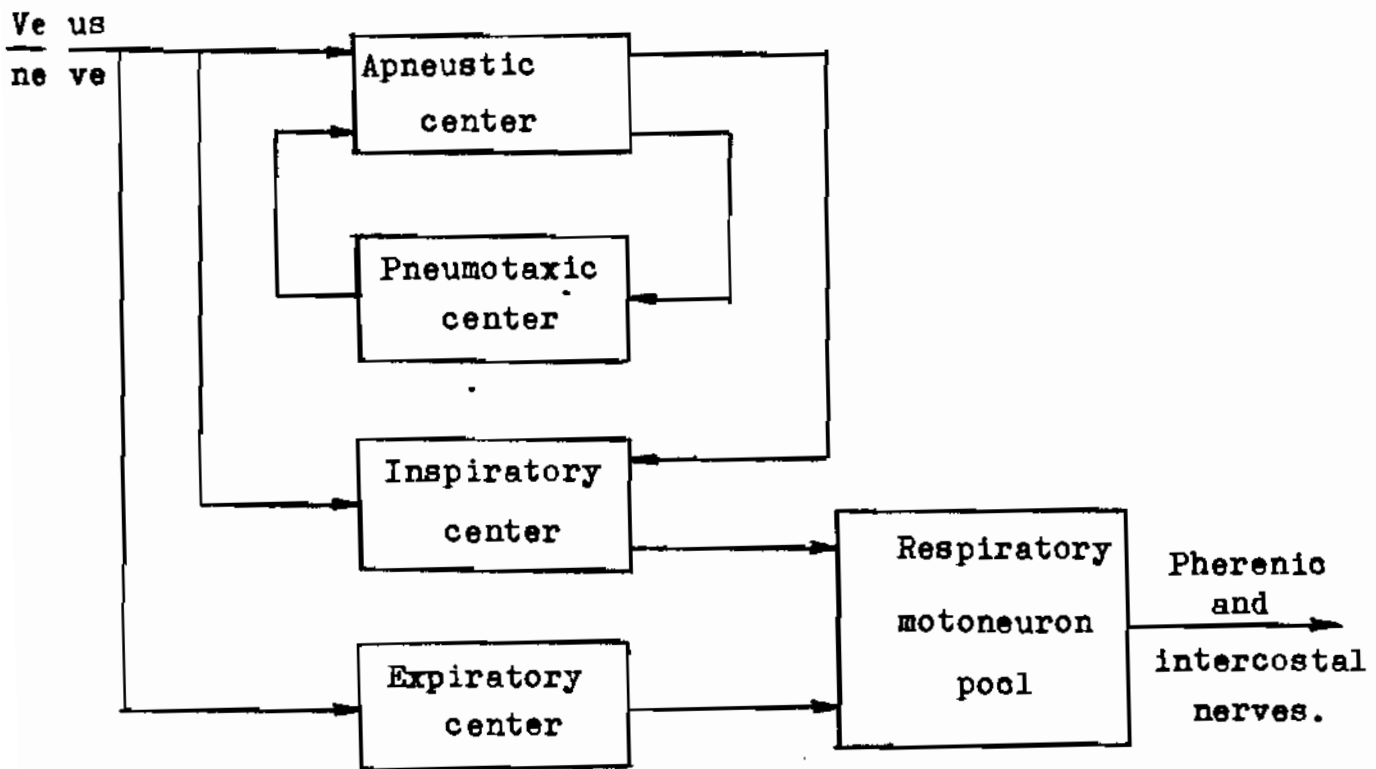 Ve us
ne ve
Apneustic
center
Pneumotaxic
center
Inspiratory
center
Expiratory
center
Respiratory
motoneuron
pool
Pherenic
and
intercostal
nerves.